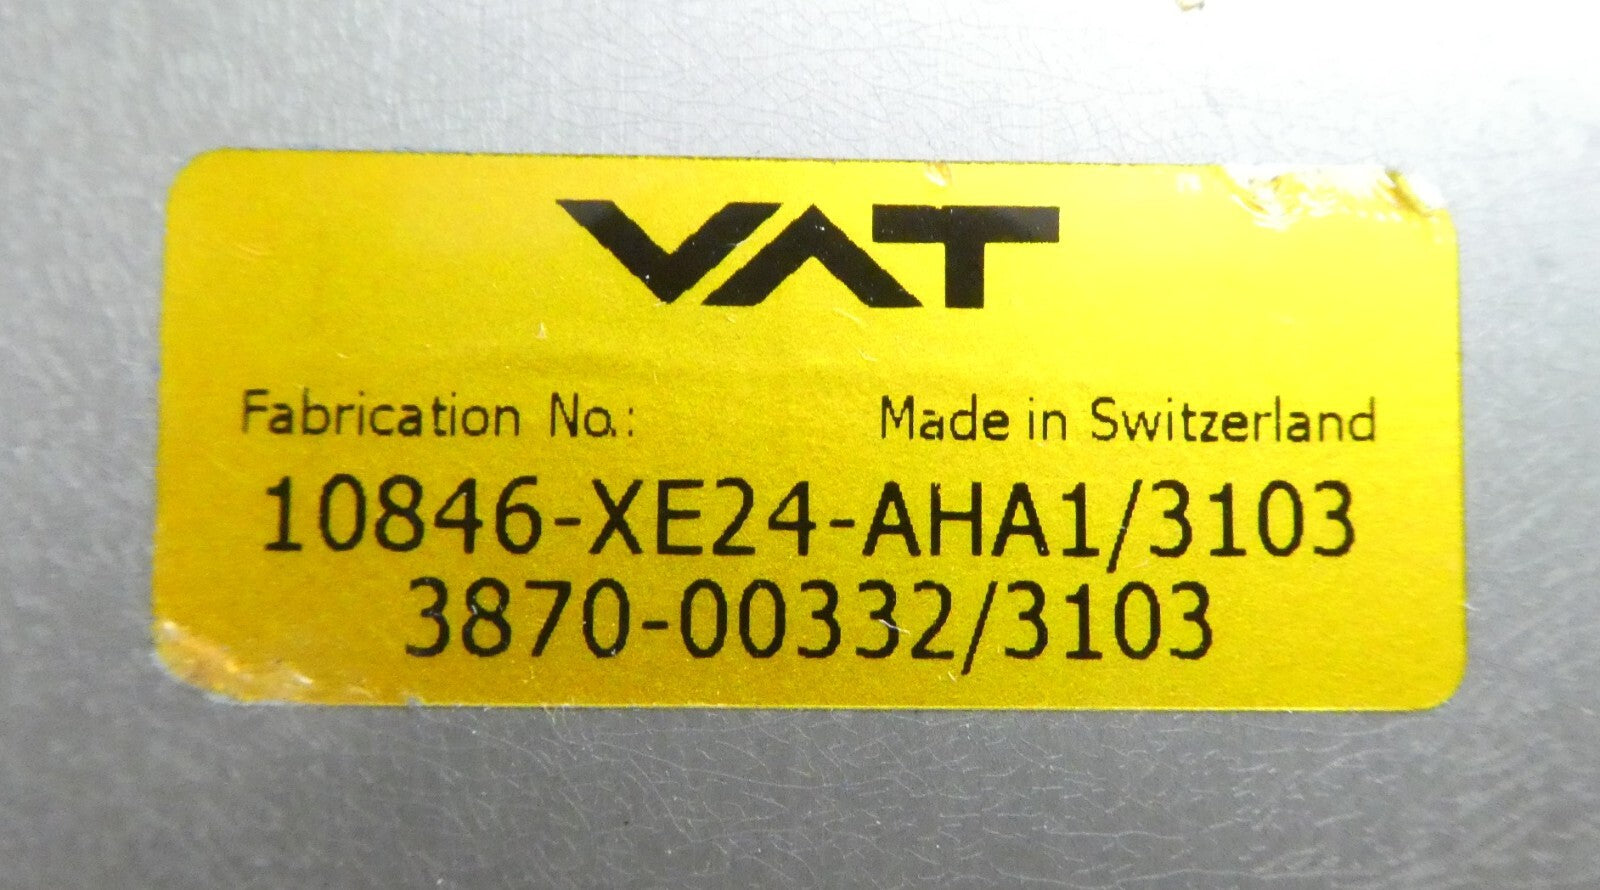 VAT
Fabrication No.: Made in Switzerland
10846-XE24-AHA1/3103
3870-00332/3103